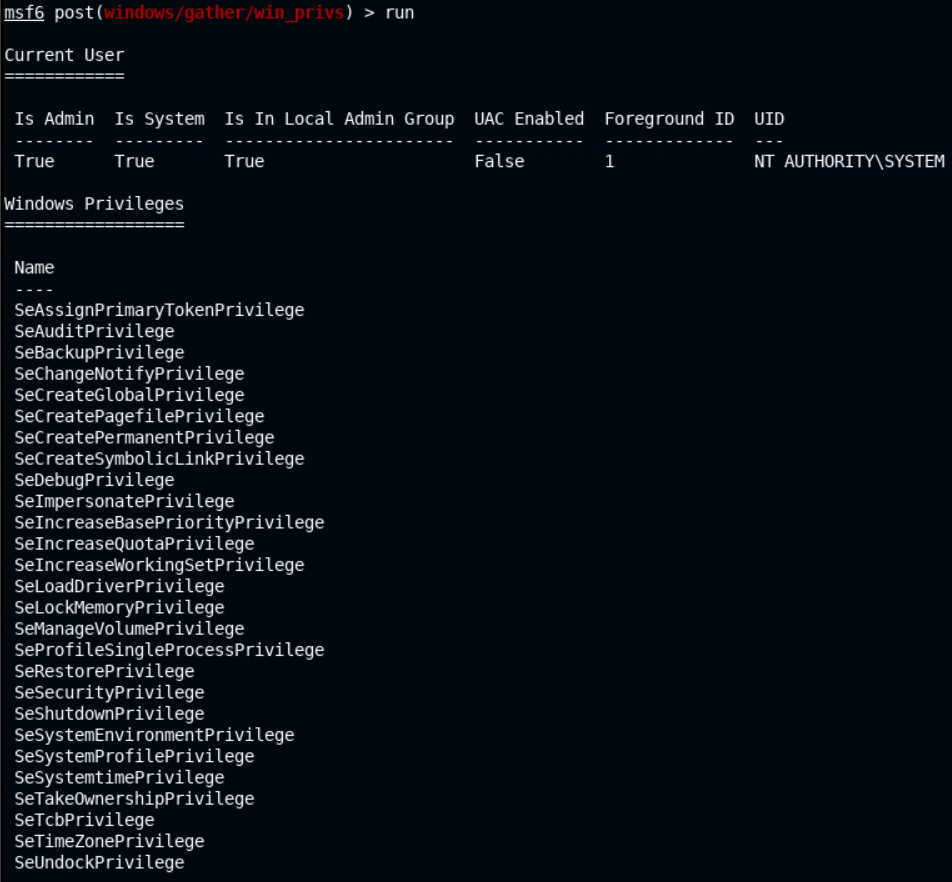 msf6 post(windows/gather/win_privs) > run
Current User
============
Is Admin  Is System  Is In Local Admin Group  UAC Enabled  Foreground ID  UID
--------  ---------  -----------------------  -----------  -------------  ---
True      True       True                     False        1              NT AUTHORITY\SYSTEM
Windows Privileges
==================
Name
----
SeAssignPrimaryTokenPrivilege
SeAuditPrivilege
SeBackupPrivilege
SeChangeNotifyPrivilege
SeCreateGlobalPrivilege
SeCreatePagefilePrivilege
SeCreatePermanentPrivilege
SeCreateSymbolicLinkPrivilege
SeDebugPrivilege
SeImpersonatePrivilege
SeIncreaseBasePriorityPrivilege
SeIncreaseQuotaPrivilege
SeIncreaseWorkingSetPrivilege
SeLoadDriverPrivilege
SeLockMemoryPrivilege
SeManageVolumePrivilege
SeProfileSingleProcessPrivilege
SeRestorePrivilege
SeSecurityPrivilege
SeShutdownPrivilege
SeSystemEnvironmentPrivilege
SeSystemProfilePrivilege
SeSystemtimePrivilege
SeTakeOwnershipPrivilege
SeTcbPrivilege
SeTimeZonePrivilege
SeUndockPrivilege